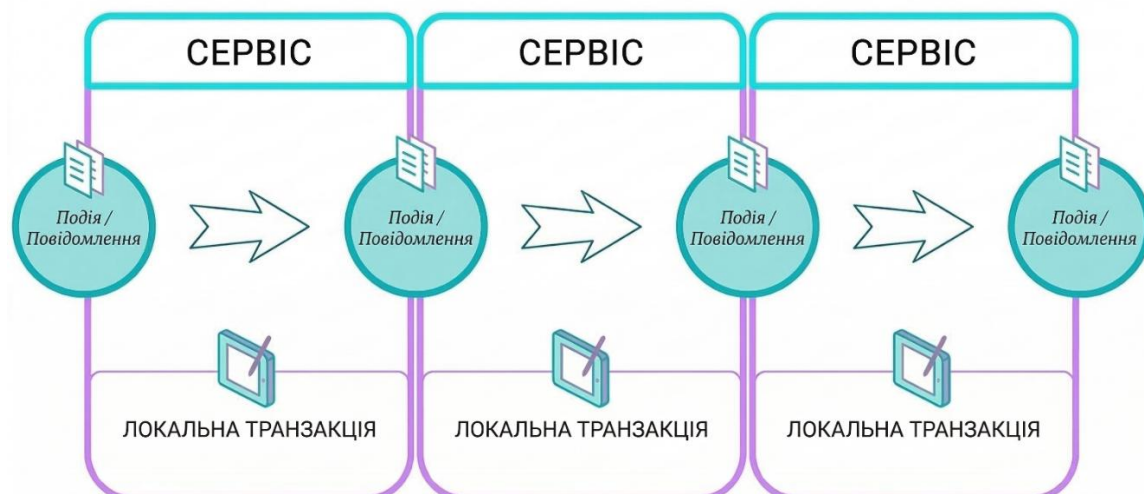 СЕРВІС
СЕРВІС
СЕРВІС
Подія /
Повідомлення
Подія /
Повідомлення
Подія /
Повідомлення
Подія /
Повідомлення
ЛОКАЛЬНА ТРАНЗАКЦІЯ
ЛОКАЛЬНА ТРАНЗАКЦІЯ
ЛОКАЛЬНА ТРАНЗАКЦІЯ